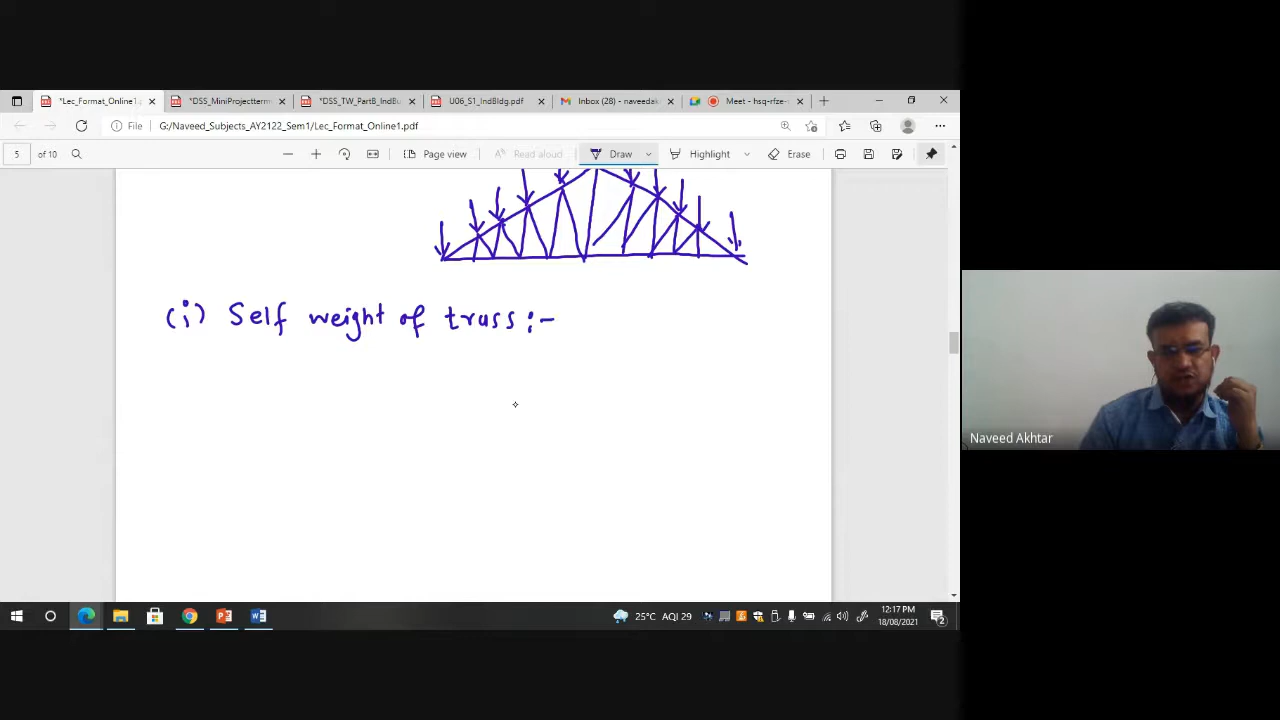 *Lec_Format_Online1.
*DSS_MiniProjectterm
*DSS_TW_PartB_IndBu
U06_S1_IndBldg.pdf
Inbox (28) - naveedak
Meet - hsq-rfze-
File
G:/Naveed_Subjects_AY2122_Sem1/Lec_Format_Online1.pdf
5 of 10
Page view
Read aloud
Draw
Highlight
Erase
(i) Self weight of truss :-
Naveed Akhtar
25°C AQI 29
12:17 PM
18/08/2021
2